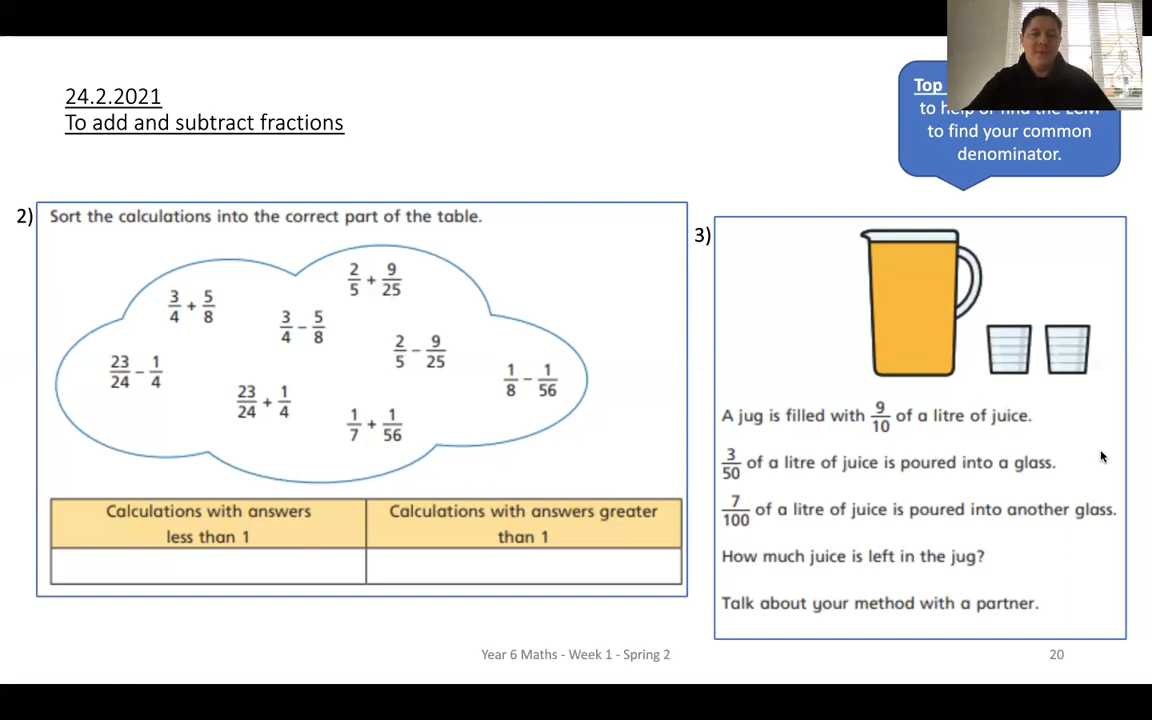 24.2.2021
To add and subtract fractions
Top
to help or find the LCM
to find your common
denominator.
2)
Sort the calculations into the correct part of the table.
2/5 + 9/25
3/4 + 5/8
3/4 − 5/8
2/5 − 9/25
23/24 − 1/4
1/8 − 1/56
23/24 + 1/4
1/7 + 1/56
Calculations with answers
less than 1
Calculations with answers greater
than 1
3)
A jug is filled with 9/10 of a litre of juice.
3/50 of a litre of juice is poured into a glass.
7/100 of a litre of juice is poured into another glass.
How much juice is left in the jug?
Talk about your method with a partner.
Year 6 Maths - Week 1 - Spring 2
20